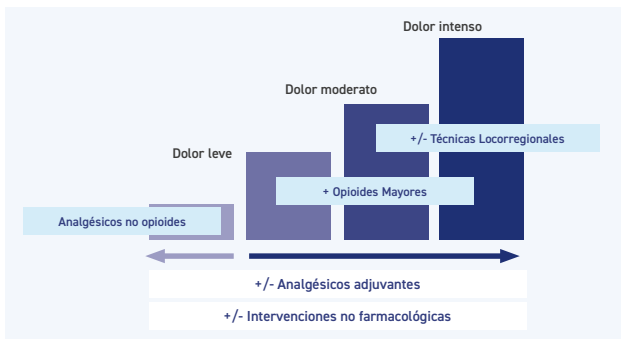 Dolor intenso
Dolor moderato
+/- Técnicas Locorregionales
Dolor leve
+ Opioides Mayores
Analgésicos no opioides
+/- Analgésicos adjuvantes
+/- Intervenciones no farmacológicas